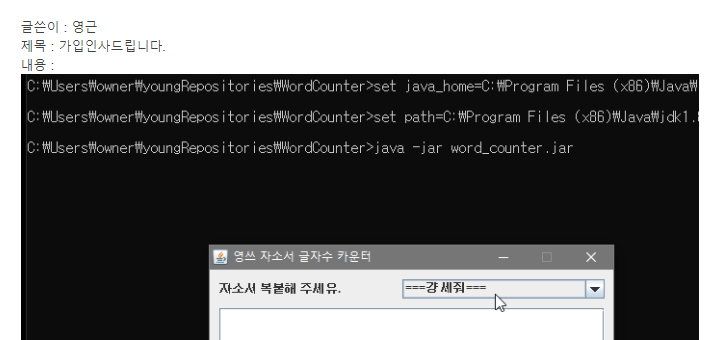 글쓴이 : 영근
제목 : 가입인사드립니다.
내용 :
C:₩Users₩owner₩youngRepositories₩WordCounter>set java_home=C:₩Program Files (x86)₩Java₩
C:₩Users₩owner₩youngRepositories₩WordCounter>set path=C:₩Program Files (x86)₩Java₩jdk1.8
C:₩Users₩owner₩youngRepositories₩WordCounter>java -jar word_counter.jar
영쓰 자소서 글자수 카운터
자소서 복붙해 주세유.
===걍 세줘===